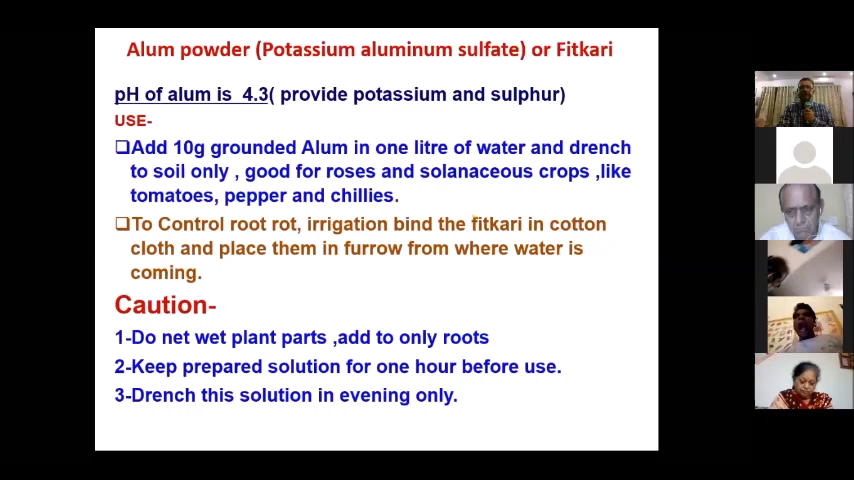 Alum powder (Potassium aluminum sulfate) or Fitkari
pH of alum is 4.3( provide potassium and sulphur)
USE-
❑Add 10g grounded Alum in one litre of water and drench
to soil only , good for roses and solanaceous crops ,like
tomatoes, pepper and chillies.
❑To Control root rot, irrigation bind the fitkari in cotton
cloth and place them in furrow from where water is
coming.
Caution-
1-Do net wet plant parts ,add to only roots
2-Keep prepared solution for one hour before use.
3-Drench this solution in evening only.